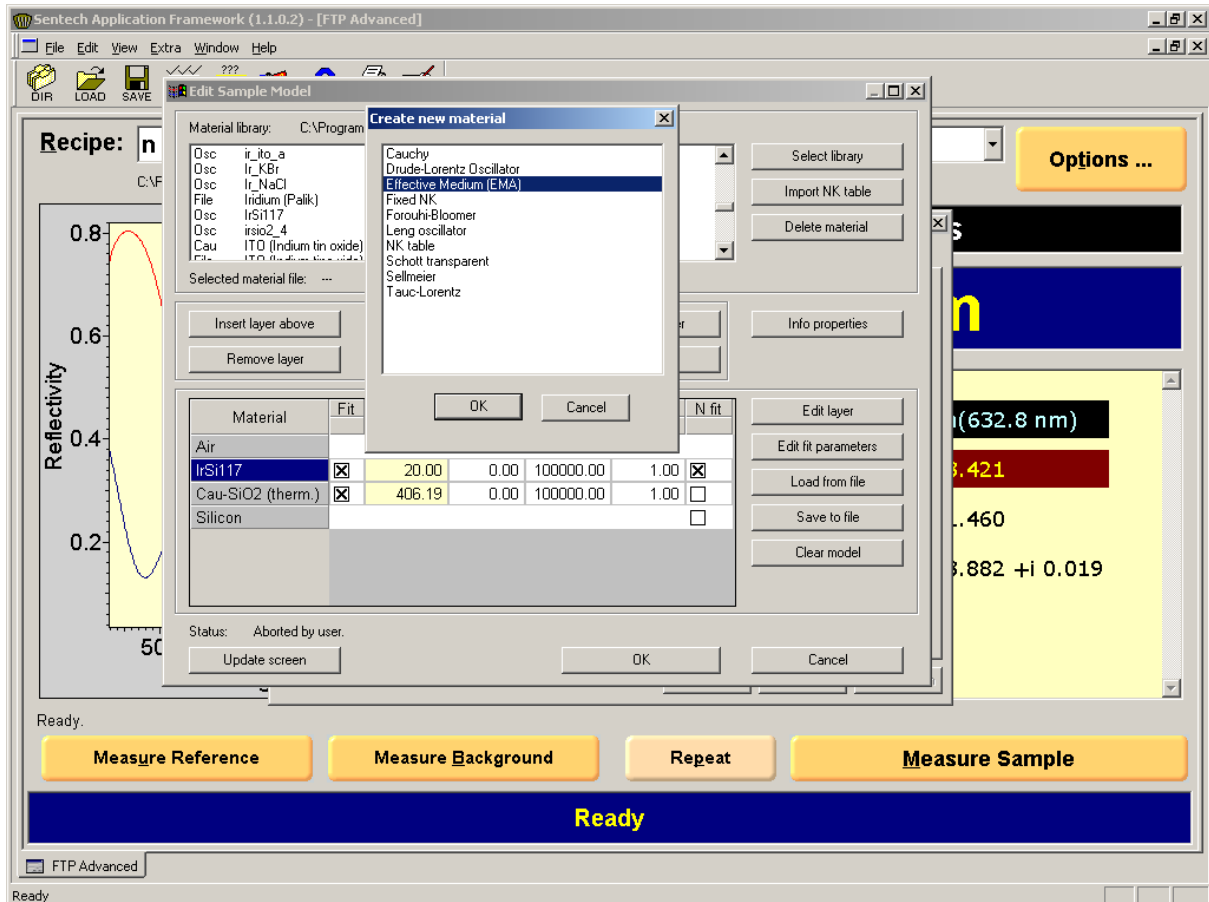 Sentech Application Framework (1.1.0.2) - [FTP Advanced]
File Edit View Extra Window Help
???
DIR LOAD SAVE
Edit Sample Model
Recipe: n
Options ...
C:\F
Material library: C:\Program
Osc ir_ito_a
Osc Ir_KBr
Osc Ir_NaCl
File Iridium (Palik)
Osc IrSi117
Osc irsio2_4
Cau ITO (Indium tin oxide)
Selected material file: ---
Select library
Import NK table
Delete material
Create new material
Cauchy
Drude-Lorentz Oscillator
Effective Medium (EMA)
Fixed NK
Forouhi-Bloomer
Leng oscillator
NK table
Schott transparent
Sellmeier
Tauc-Lorentz
OK Cancel
Insert layer above
Remove layer
Info properties
Material Fit N fit
Air
IrSi117 20.00 0.00 100000.00 1.00
Cau-SiO2 (therm.) 406.19 0.00 100000.00 1.00
Silicon
Edit layer
Edit fit parameters
Load from file
Save to file
Clear model
Status: Aborted by user.
Update screen OK Cancel
Reflectivity
0.8
0.6
0.4
0.2
50
(632.8 nm)
.421
.460
.882 +i 0.019
Ready.
Measure Reference Measure Background Repeat Measure Sample
Ready
FTP Advanced
Ready